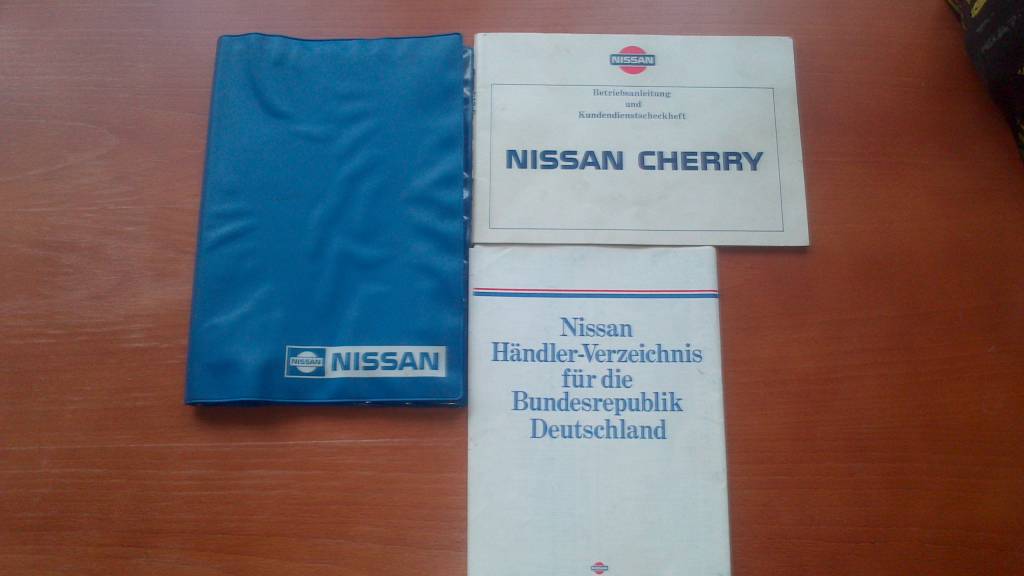 NISSAN
NISSAN
NISSAN
Betriebsanleitung
und
Kundendienstscheckheft
NISSAN CHERRY
Nissan
Händler-Verzeichnis
für die
Bundesrepublik
Deutschland